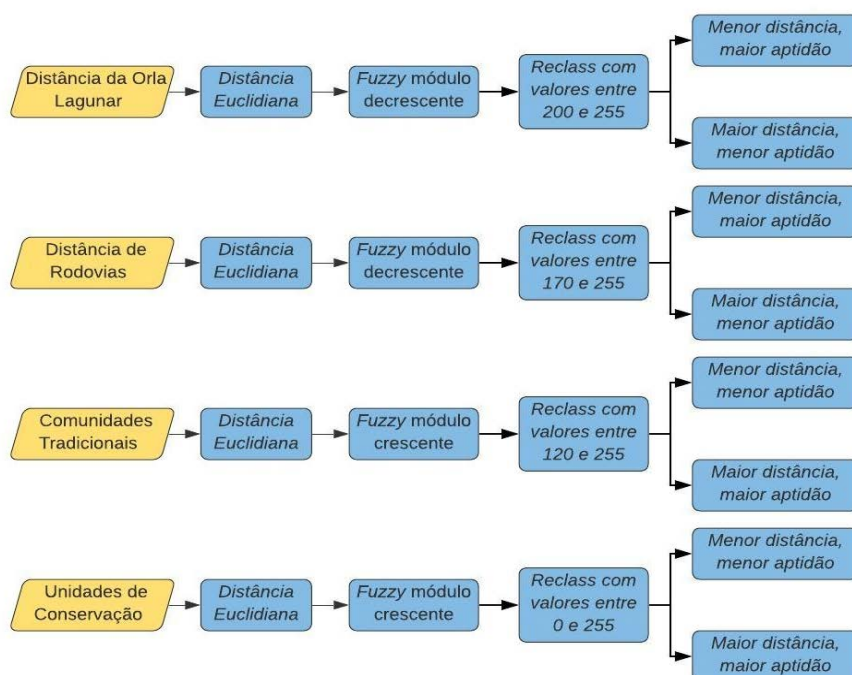 Distância da Orla
Lagunar
Distância
Euclidiana
Fuzzy módulo
decrescente
Reclass com
valores entre
200 e 255
Menor distância,
maior aptidão
Maior distância,
menor aptidão
Distância de
Rodovias
Distância
Euclidiana
Fuzzy módulo
decrescente
Reclass com
valores entre
170 e 255
Menor distância,
maior aptidão
Maior distância,
menor aptidão
Comunidades
Tradicionais
Distância
Euclidiana
Fuzzy módulo
crescente
Reclass com
valores entre
120 e 255
Menor distância,
menor aptidão
Maior distância,
maior aptidão
Unidades de
Conservação
Distância
Euclidiana
Fuzzy módulo
crescente
Reclass com
valores entre
0 e 255
Menor distância,
menor aptidão
Maior distância,
maior aptidão